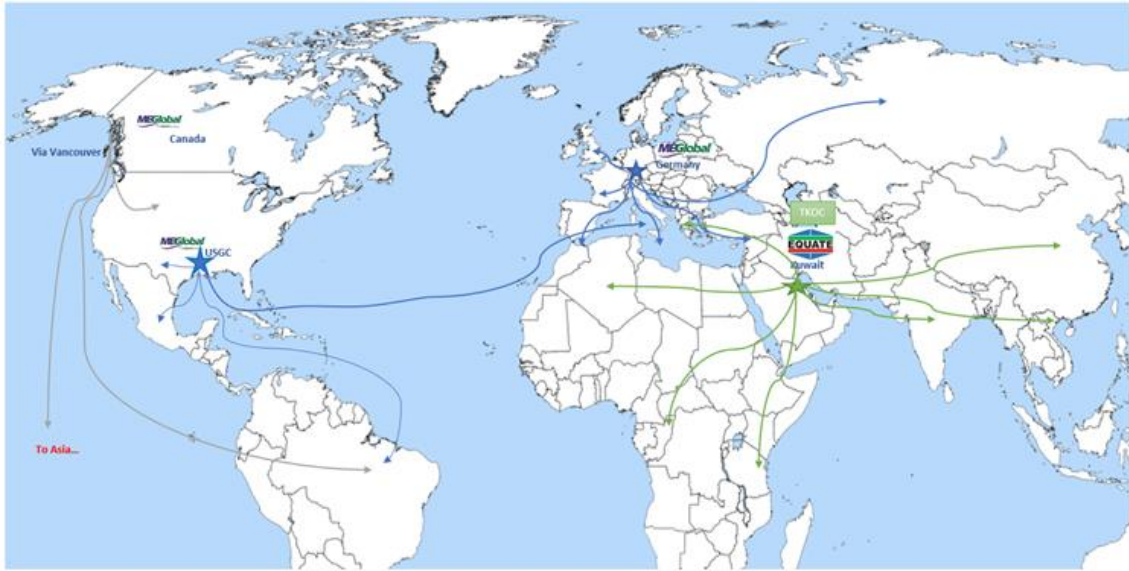 MEGlobal
Canada
Via Vancouver
MEGlobal
Germany
TKOC
MEGlobal
USGC
EQUATE
Kuwait
To Asia...